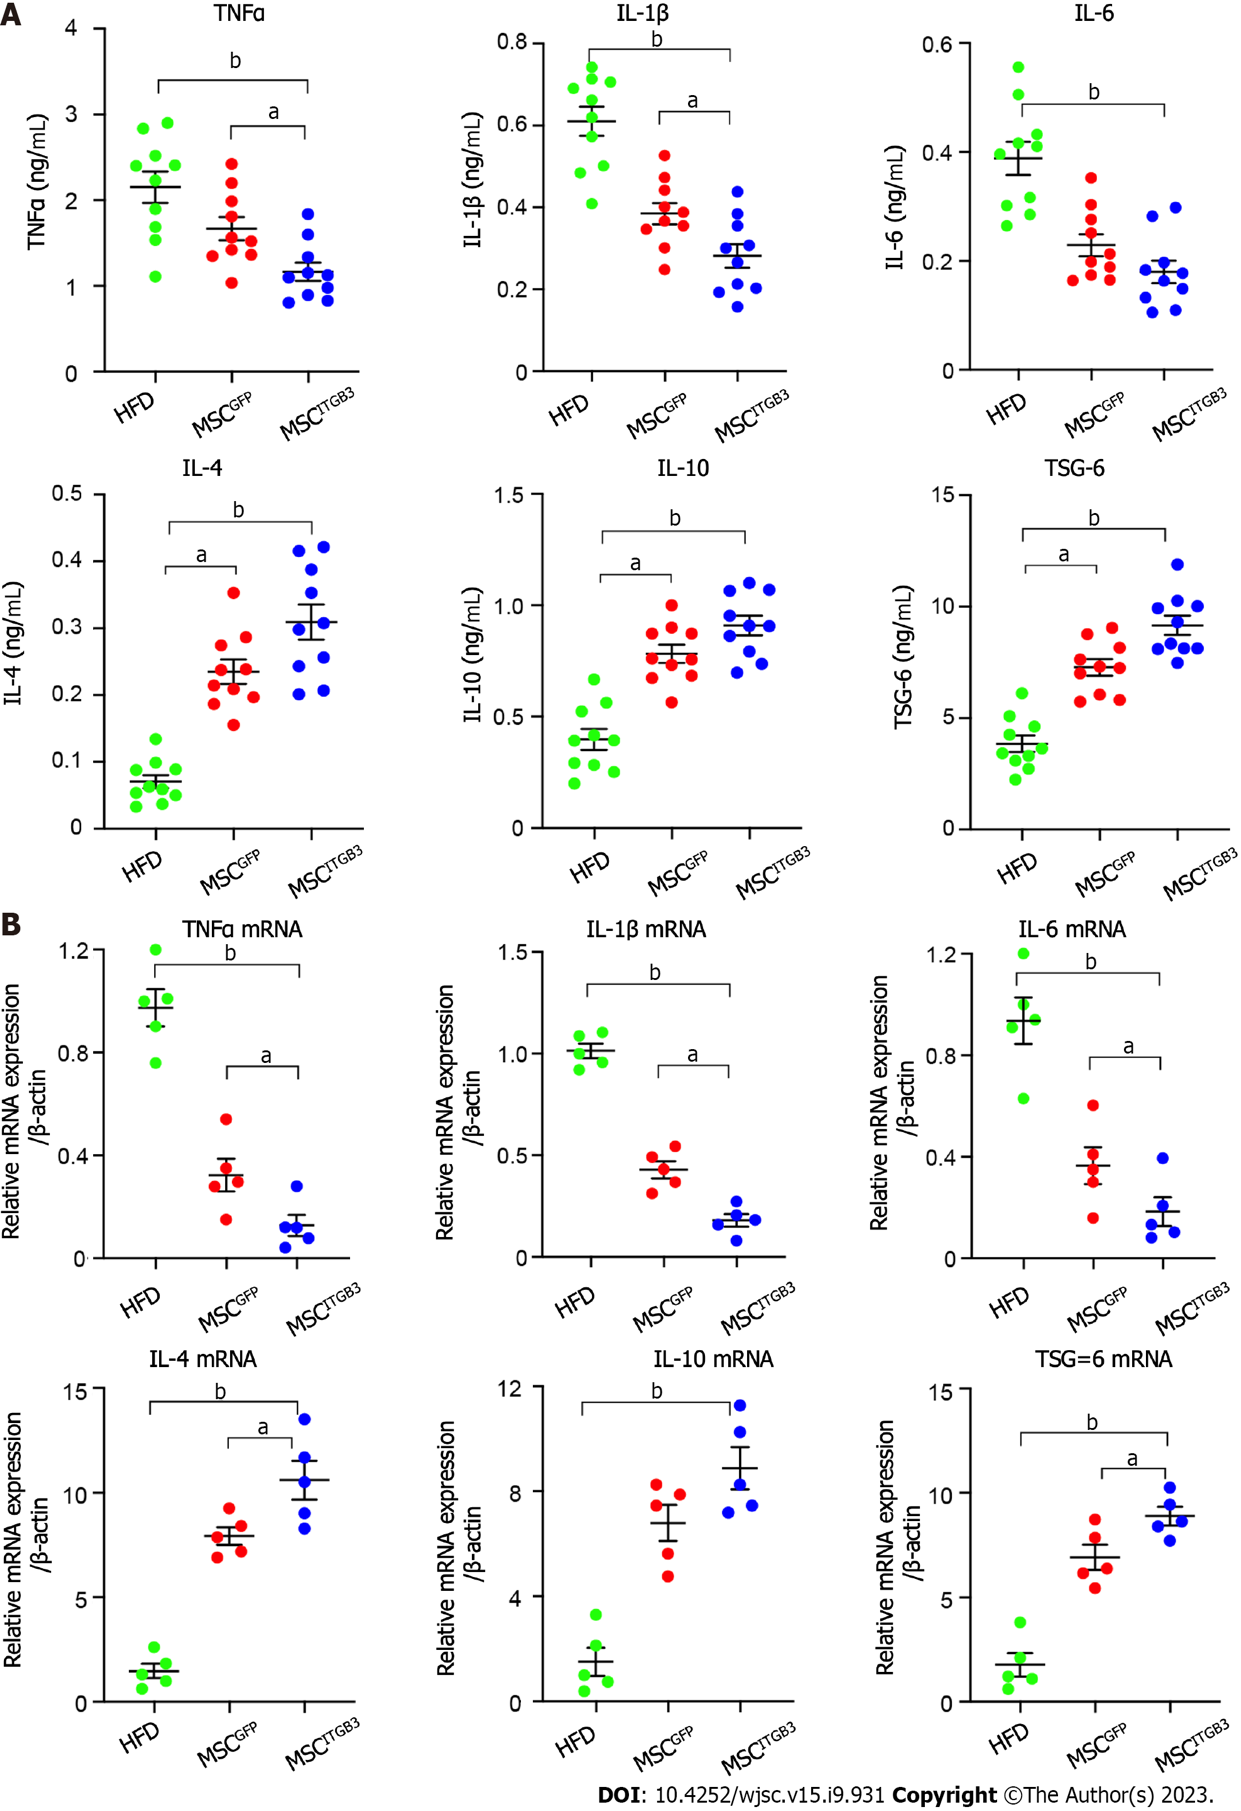 A
TNFα
IL-1β
IL-6
TNFα (ng/mL)
4
3
2
1
0
b
a
HFD
MSCGFP
MSCITGB3
IL-1β (ng/mL)
0.8
0.6
0.4
0.2
0
b
a
HFD
MSCGFP
MSCITGB3
IL-6 (ng/mL)
0.6
0.4
0.2
0
b
HFD
MSCGFP
MSCITGB3
IL-4
IL-10
TSG-6
IL-4 (ng/mL)
0.5
0.4
0.3
0.2
0.1
0
b
a
HFD
MSCGFP
MSCITGB3
IL-10 (ng/mL)
1.5
1.0
0.5
0
b
a
HFD
MSCGFP
MSCITGB3
TSG-6 (ng/mL)
15
10
5
0
b
a
HFD
MSCGFP
MSCITGB3
B
TNFα mRNA
IL-1β mRNA
IL-6 mRNA
Relative mRNA expression
/β-actin
1.2
0.8
0.4
0
b
a
HFD
MSCGFP
MSCITGB3
Relative mRNA expression
/β-actin
1.5
1.0
0.5
0
b
a
HFD
MSCGFP
MSCITGB3
Relative mRNA expression
/β-actin
1.2
0.8
0.4
0
b
a
HFD
MSCGFP
MSCITGB3
IL-4 mRNA
IL-10 mRNA
TSG=6 mRNA
Relative mRNA expression
/β-actin
15
10
5
0
b
a
HFD
MSCGFP
MSCITGB3
Relative mRNA expression
/β-actin
12
8
4
0
b
HFD
MSCGFP
MSCITGB3
Relative mRNA expression
/β-actin
15
10
5
0
b
a
HFD
MSCGFP
MSCITGB3
DOI: 10.4252/wjsc.v15.i9.931 Copyright ©The Author(s) 2023.